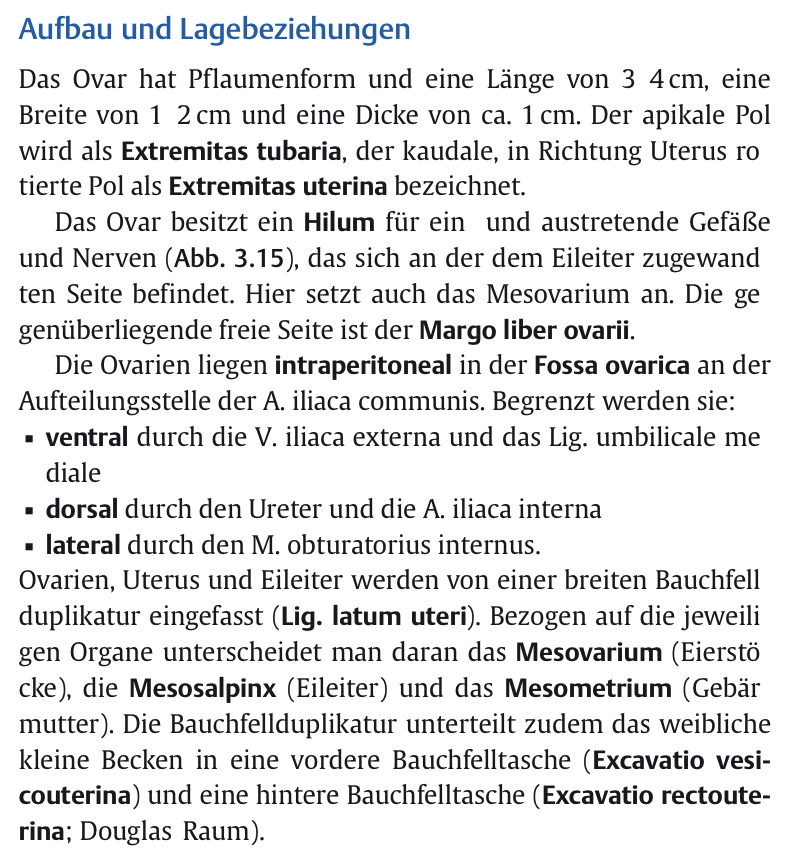 Aufbau und Lagebeziehungen
Das Ovar hat Pflaumenform und eine Länge von 3 4 cm, eine
Breite von 1 2 cm und eine Dicke von ca. 1 cm. Der apikale Pol
wird als Extremitas tubaria, der kaudale, in Richtung Uterus ro
tierte Pol als Extremitas uterina bezeichnet.
Das Ovar besitzt ein Hilum für ein und austretende Gefäße
und Nerven (Abb. 3.15), das sich an der dem Eileiter zugewand
ten Seite befindet. Hier setzt auch das Mesovarium an. Die ge
genüberliegende freie Seite ist der Margo liber ovarii.
Die Ovarien liegen intraperitoneal in der Fossa ovarica an der
Aufteilungsstelle der A. iliaca communis. Begrenzt werden sie:
▪ ventral durch die V. iliaca externa und das Lig. umbilicale me
diale
▪ dorsal durch den Ureter und die A. iliaca interna
▪ lateral durch den M. obturatorius internus.
Ovarien, Uterus und Eileiter werden von einer breiten Bauchfell
duplikatur eingefasst (Lig. latum uteri). Bezogen auf die jeweili
gen Organe unterscheidet man daran das Mesovarium (Eierstö
cke), die Mesosalpinx (Eileiter) und das Mesometrium (Gebär
mutter). Die Bauchfellduplikatur unterteilt zudem das weibliche
kleine Becken in eine vordere Bauchfelltasche (Excavatio vesi-
couterina) und eine hintere Bauchfelltasche (Excavatio rectoute-
rina; Douglas Raum).